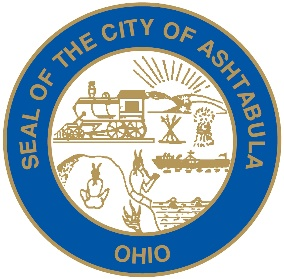 SEAL OF THE CITY OF ASHTABULA
OHIO